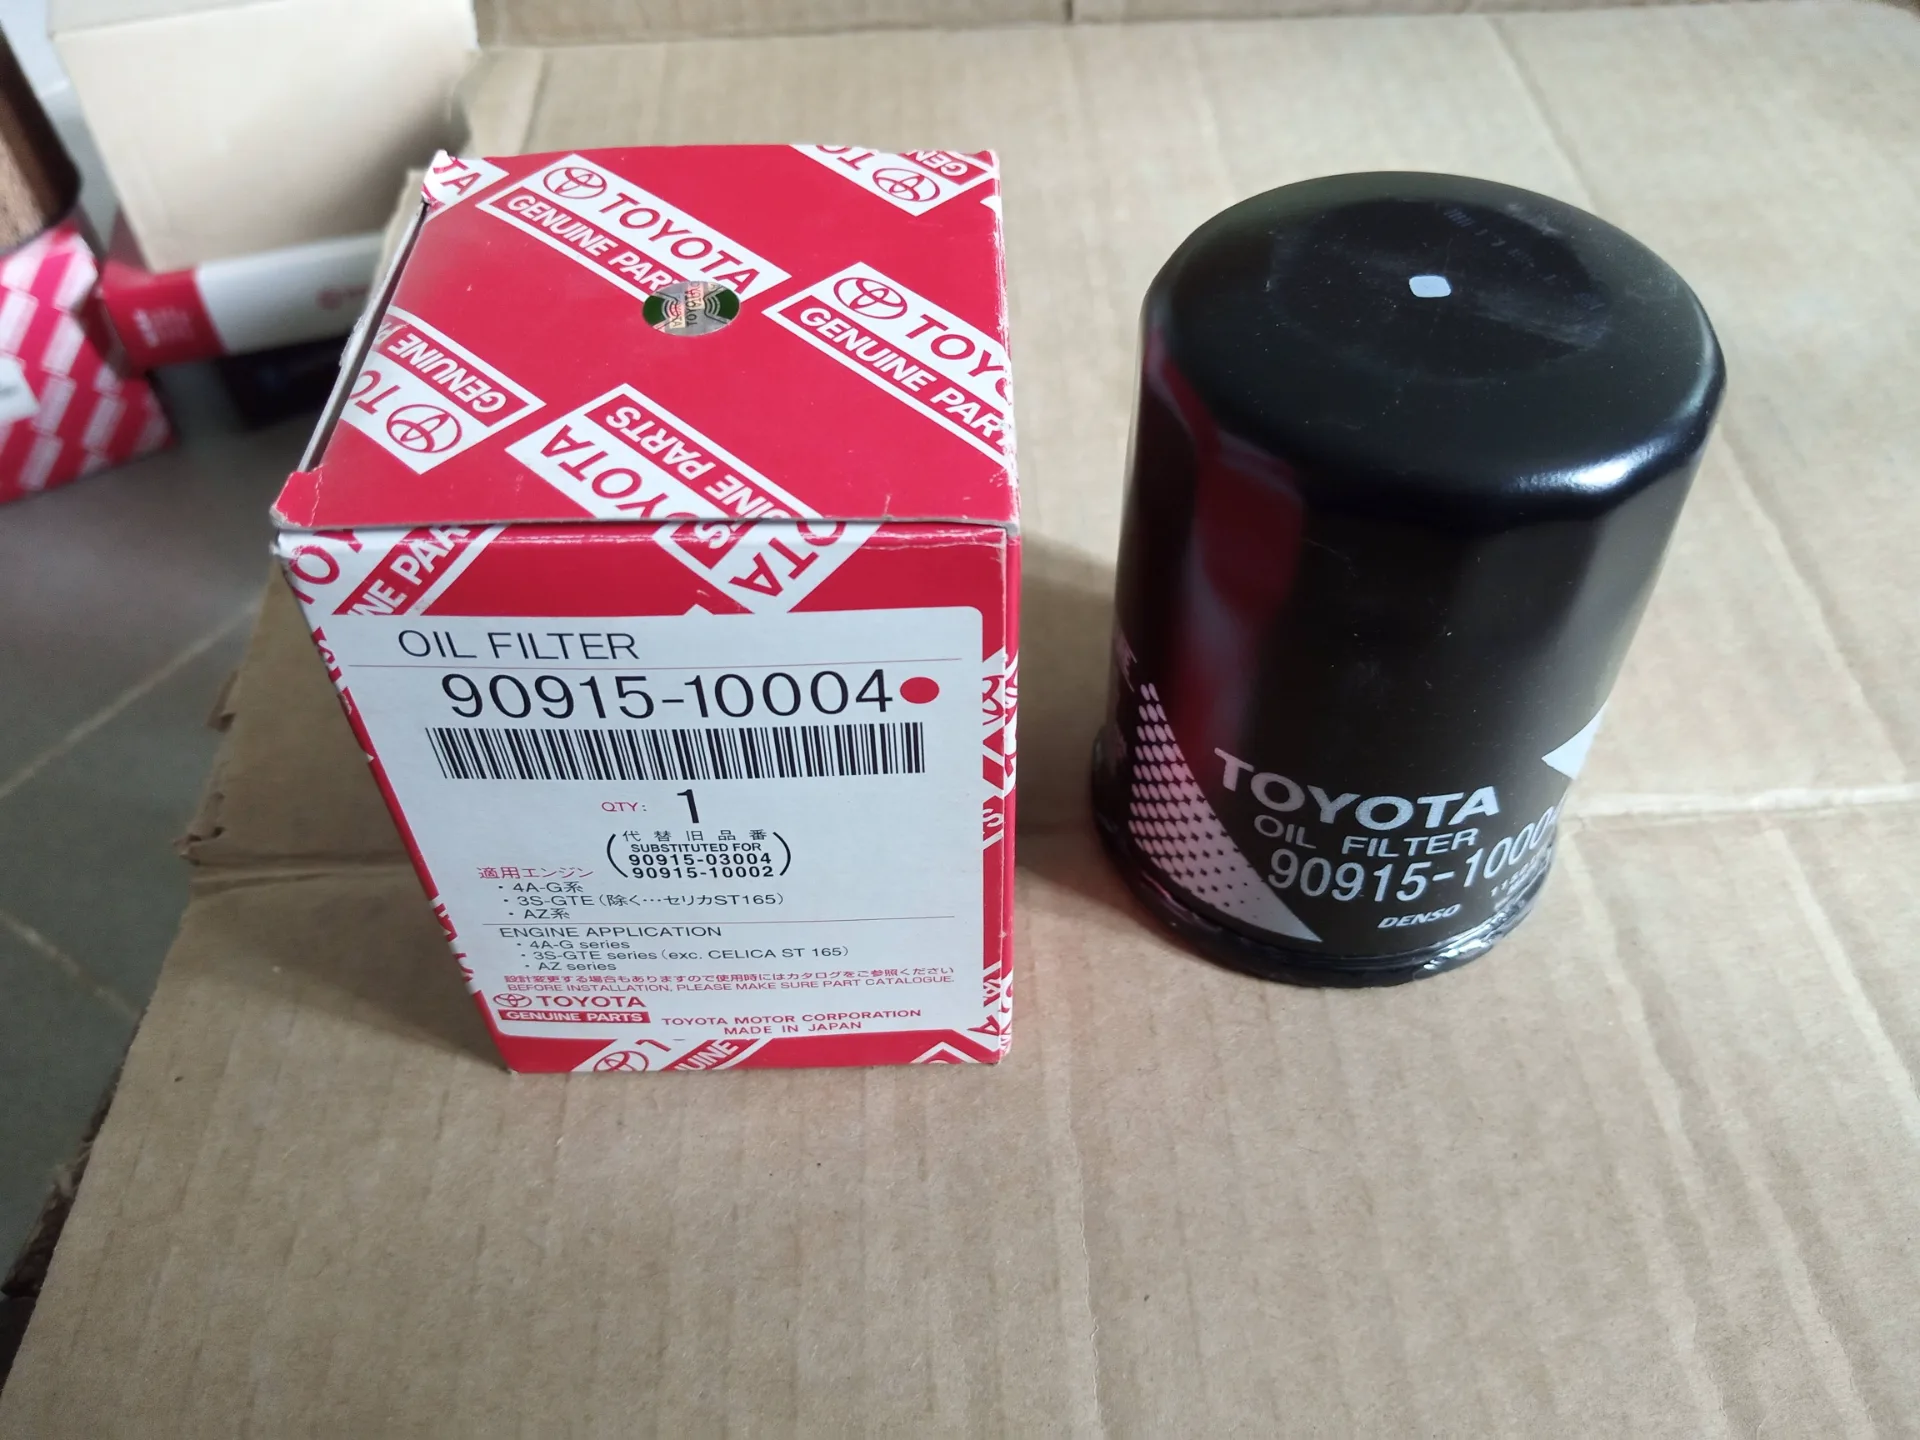 TOYOTA
GENUINE PARTS
TOYOTA
GENUINE PARTS
TOYOTA
GENUINE PARTS
OIL FILTER
90915-10004
QTY: 1
代替旧品番
SUBSTITUTED FOR
90915-03004
90915-10002
適用エンジン
・4A-G系
・3S-GTE(除く…セリカST165)
・AZ系
ENGINE APPLICATION
・4A-G series
・3S-GTE series (exc. CELICA ST 165)
・AZ series
設計変更する場合もありますので使用時にはカタログをご参照ください
BEFORE INSTALLATION, PLEASE MAKE SURE PART CATALOGUE.
TOYOTA
GENUINE PARTS
TOYOTA MOTOR CORPORATION
MADE IN JAPAN
TOYOTA
OIL FILTER
90915-10004
DENSO